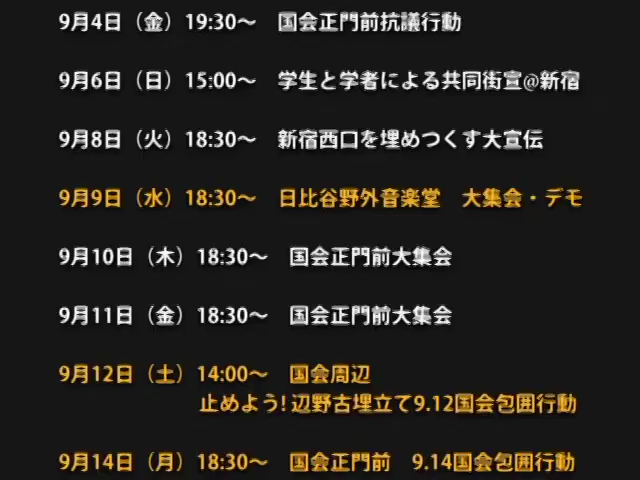 9月4日（金）19:30～　国会正門前抗議行動
9月6日（日）15:00～　学生と学者による共同街宣@新宿
9月8日（火）18:30～　新宿西口を埋めつくす大宣伝
9月9日（水）18:30～　日比谷野外音楽堂　大集会・デモ
9月10日（木）18:30～　国会正門前大集会
9月11日（金）18:30～　国会正門前大集会
9月12日（土）14:00～　国会周辺
止めよう! 辺野古埋立て9.12国会包囲行動
9月14日（月）18:30～　国会正門前　9.14国会包囲行動